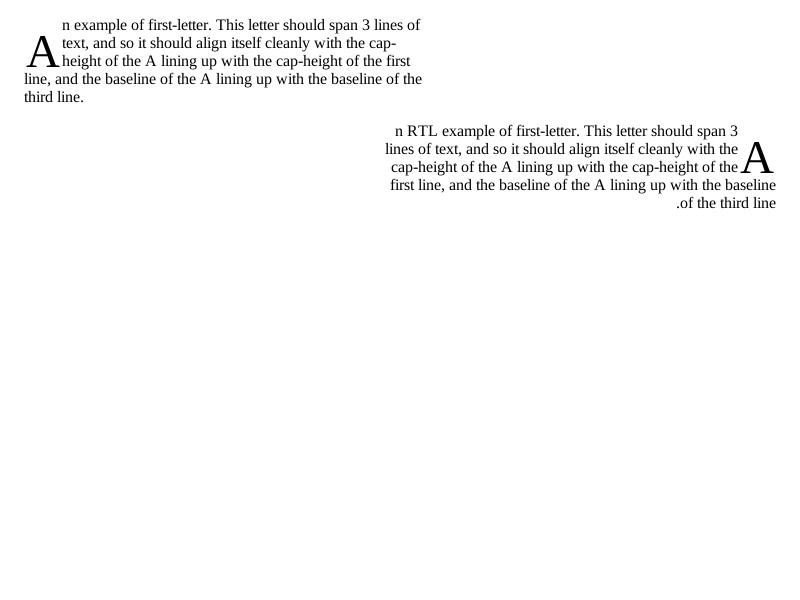 An example of first-letter. This letter should span 3 lines of
text, and so it should align itself cleanly with the cap-
height of the A lining up with the cap-height of the first
line, and the baseline of the A lining up with the baseline of the
third line.
An RTL example of first-letter. This letter should span 3
lines of text, and so it should align itself cleanly with the
cap-height of the A lining up with the cap-height of the
first line, and the baseline of the A lining up with the baseline
.of the third line